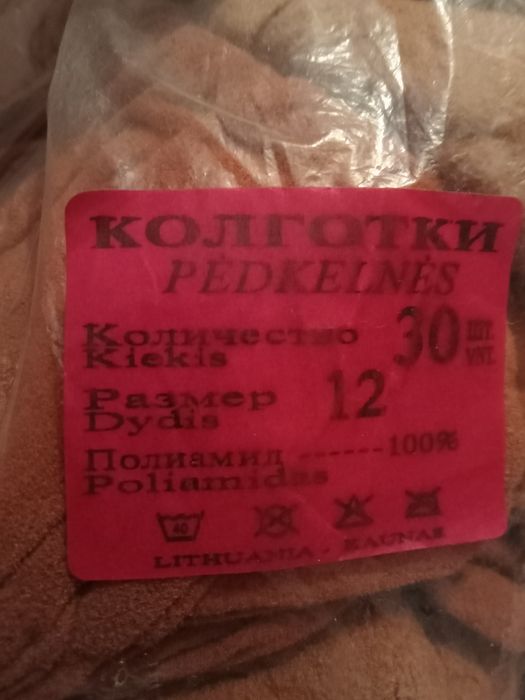 КОЛГОТКИ
PĖDKELNĖS
Количество 30 ШТ.
Kiekis VNT.
Размер 12
Dydis
Полиамид ------100%
Poliamidas
40
LITHUANIA - KAUNAS